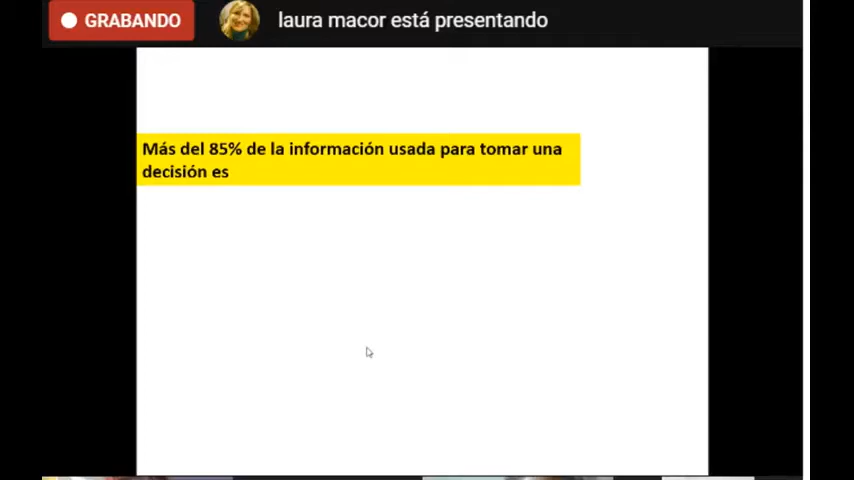 GRABANDO
laura macor está presentando
Más del 85% de la información usada para tomar una
decisión es